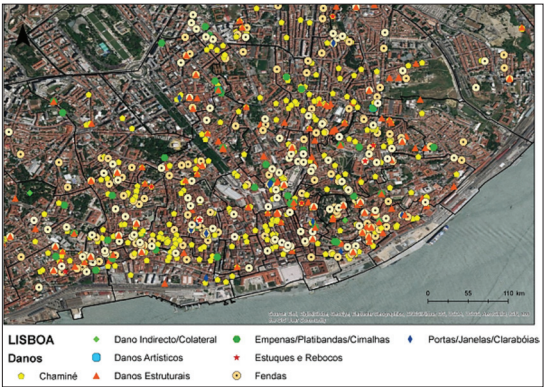 0 55 110 km
LISBOA
Danos
Dano Indirecto/Colateral
Empenas/Platibandas/Cimalhas
Portas/Janelas/Clarabóias
Danos Artísticos
Estuques e Rebocos
Chaminé
Danos Estruturais
Fendas